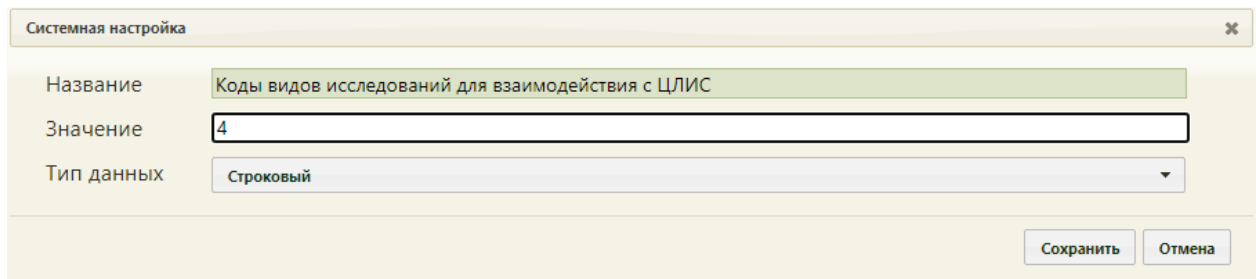 Системная настройка
Название Коды видов исследований для взаимодействия с ЦЛИС
Значение 4
Тип данных Строковый
Сохранить Отмена